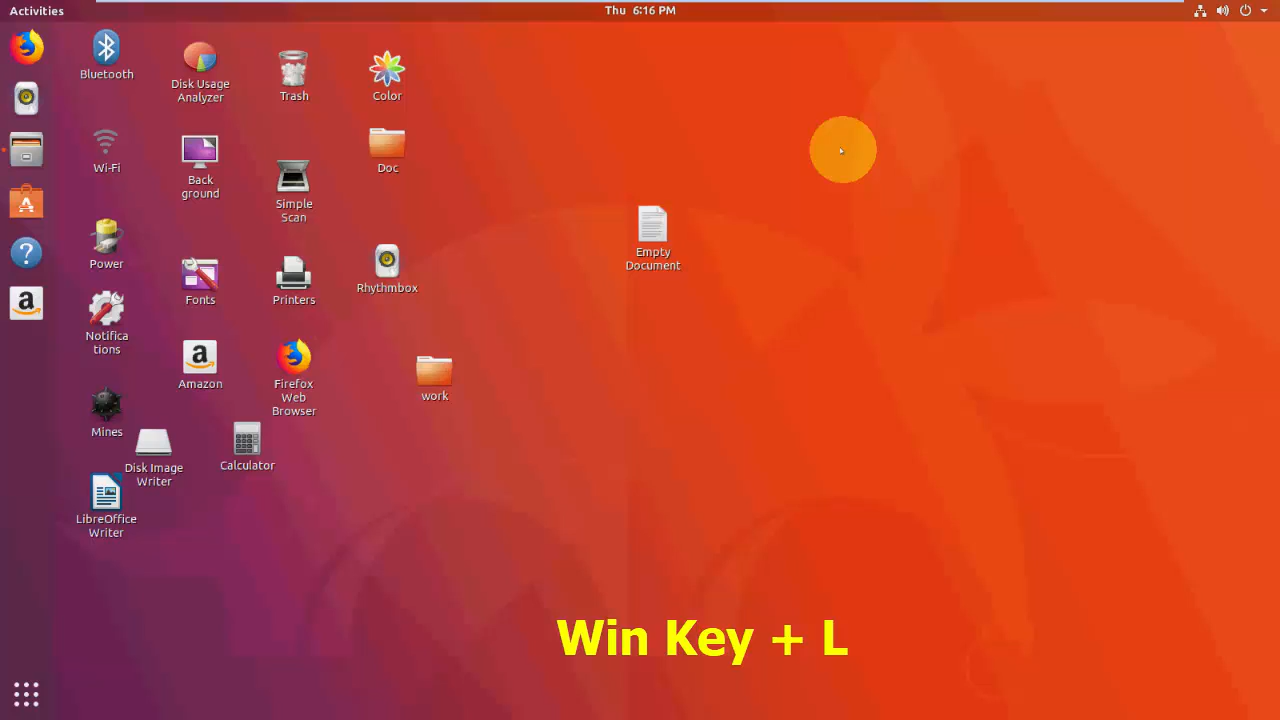 Activities
Thu 6:16 PM
Bluetooth
Disk Usage
Analyzer
Trash
Color
Wi-Fi
Back
ground
Simple
Scan
Doc
Empty
Document
Power
Fonts
Printers
Rhythmbox
Notifica
tions
Amazon
Firefox
Web
Browser
work
Mines
Disk Image
Writer
Calculator
LibreOffice
Writer
Win Key + L